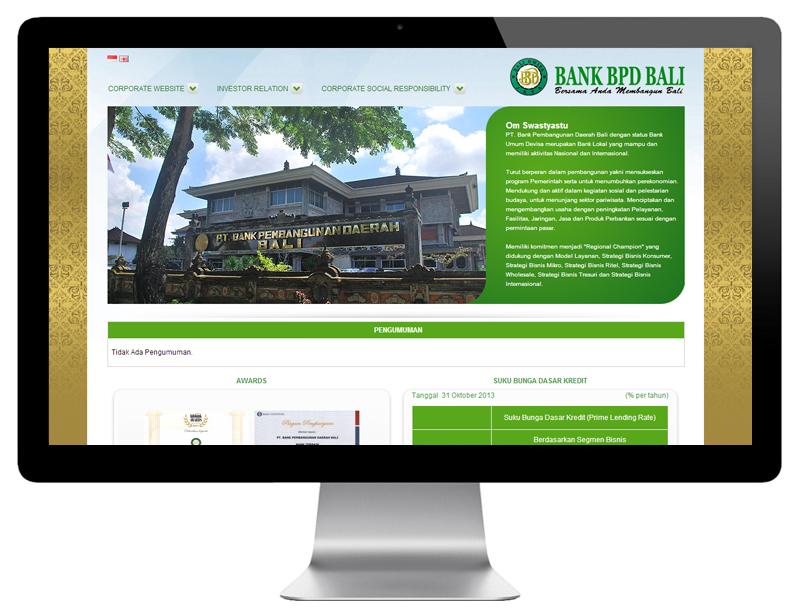 CORPORATE WEBSITE
INVESTOR RELATION
CORPORATE SOCIAL RESPONSIBILITY
BANK BPD BALI
Bersama Anda Membangun Bali
PT. BANK PEMBANGUNAN DAERAH
BALI
Om Swastyastu
PT. Bank Pembangunan Daerah Bali dengan status Bank
Umum Devisa merupakan Bank Lokal yang mampu dan
memiliki aktivitas Nasional dan Internasional.
Turut berperan dalam pembangunan yakni mensukseskan
program Pemerintah serta untuk menumbuhkan perekonomian.
Mendukung dan aktif dalam kegiatan sosial dan pelestarian
budaya, untuk menunjang sektor pariwisata. Menciptakan dan
mengembangkan usaha dengan peningkatan Pelayanan,
Fasilitas, Jaringan, Jasa dan Produk Perbankan sesuai dengan
permintaan pasar.
Memiliki komitmen menjadi "Regional Champion" yang
didukung dengan Model Layanan, Strategi Bisnis Konsumer,
Strategi Bisnis Mikro, Strategi Bisnis Ritel, Strategi Bisnis
Wholesale, Strategi Bisnis Tresuri dan Strategi Bisnis
Internasional.
PENGUMUMAN
Tidak Ada Pengumuman.
AWARDS
SUKU BUNGA DASAR KREDIT
Tanggal 31 Oktober 2013
(% per tahun)
Suku Bunga Dasar Kredit (Prime Lending Rate)
Berdasarkan Segmen Bisnis
Piagam Penghargaan
PT. BANK PEMBANGUNAN DAERAH BALI